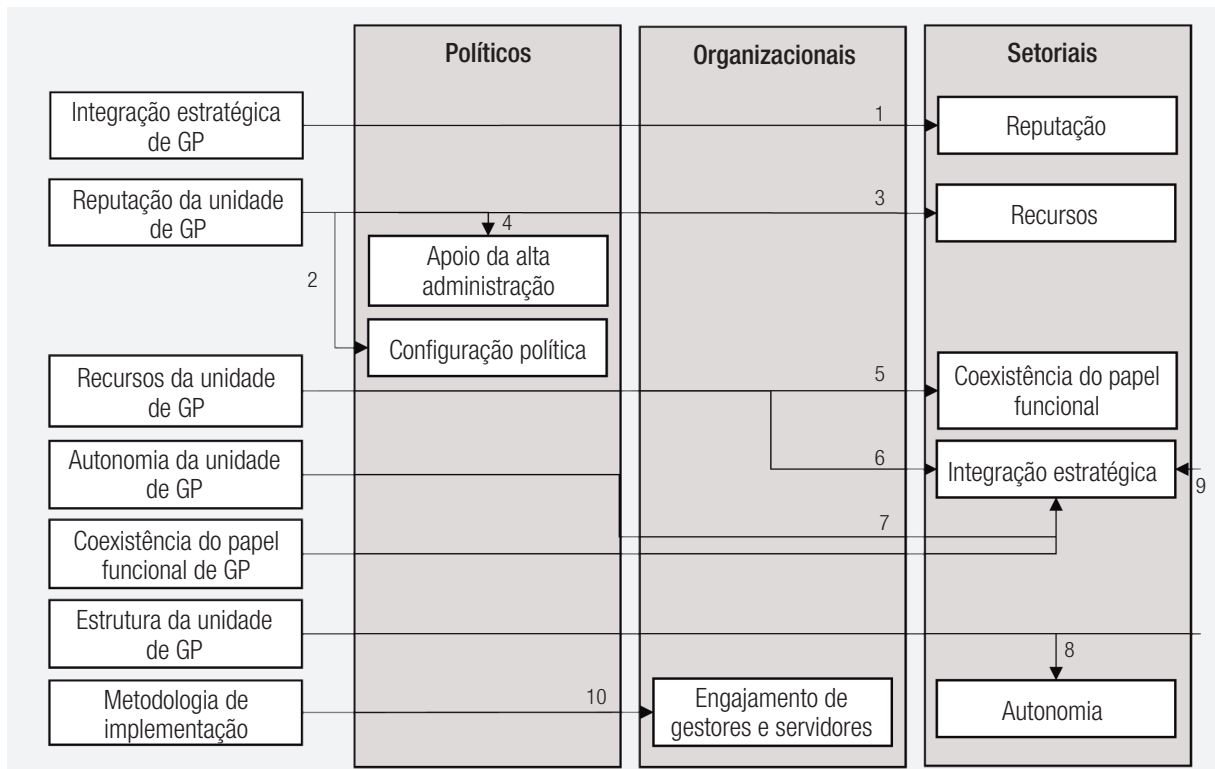 Políticos
Organizacionais
Setoriais
Integração estratégica
de GP
1
Reputação
Reputação da unidade
de GP
3
Recursos
4
Apoio da alta
administração
2
Configuração política
Recursos da unidade
de GP
5
Coexistência do papel
funcional
Autonomia da unidade
de GP
6
Integração estratégica
9
7
Coexistência do papel
funcional de GP
Estrutura da unidade
de GP
8
Metodologia de
implementação
10
Engajamento de
gestores e servidores
Autonomia